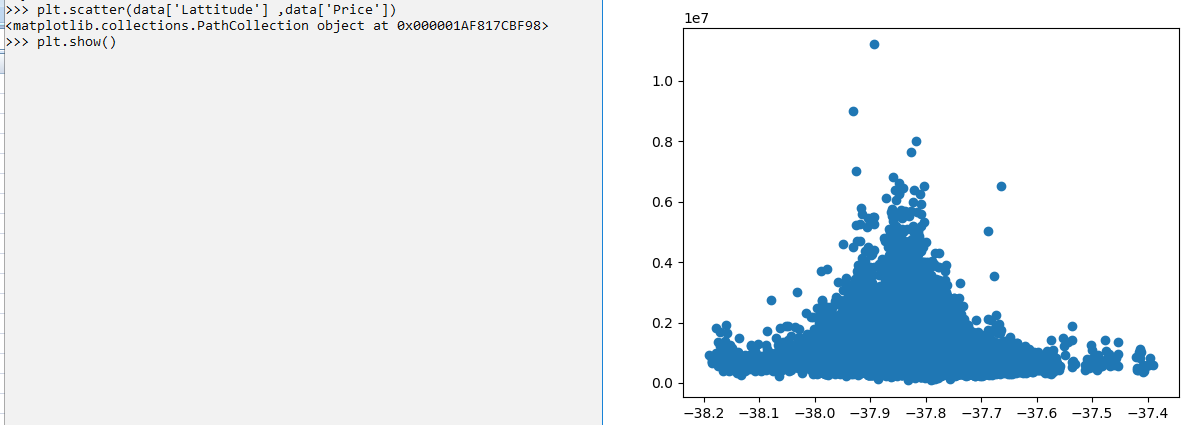 >>> plt.scatter(data['Lattitude'] ,data['Price'])
<matplotlib.collections.PathCollection object at 0x000001AF817CBF98>
>>> plt.show()
1e7
1.0
0.8
0.6
0.4
0.2
0.0
−38.2 −38.1 −38.0 −37.9 −37.8 −37.7 −37.6 −37.5 −37.4